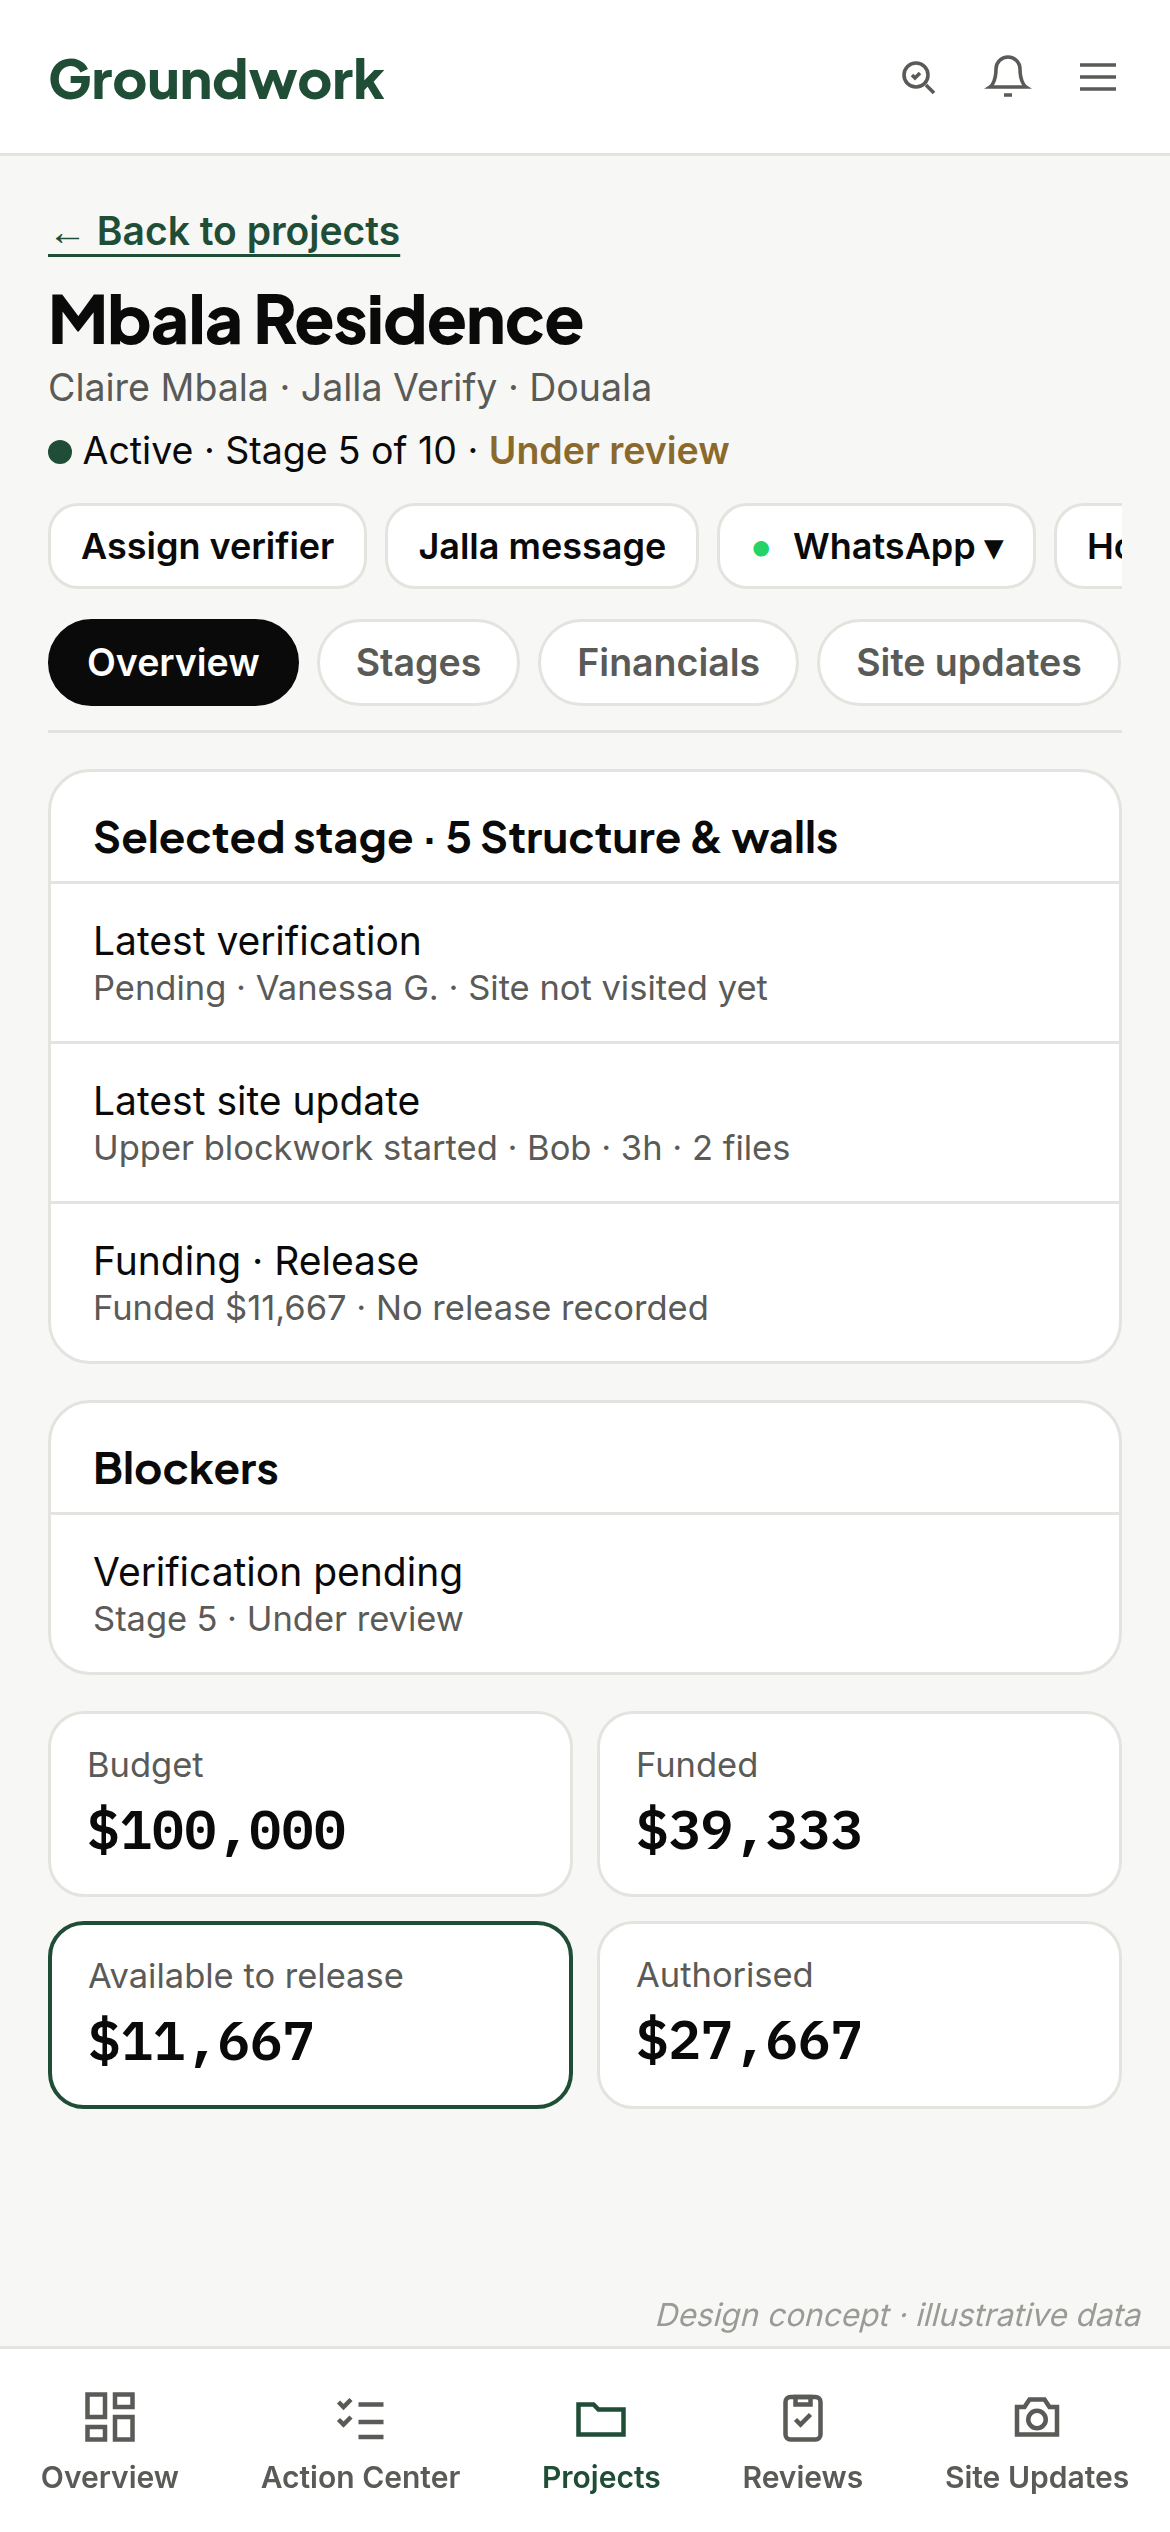 Groundwork
← Back to projects
Mbala Residence
Claire Mbala · Jalla Verify · Douala
Active · Stage 5 of 10 · Under review
Assign verifier
Jalla message
WhatsApp ▾
Overview
Stages
Financials
Site updates
Selected stage · 5 Structure & walls
Latest verification
Pending · Vanessa G. · Site not visited yet
Latest site update
Upper blockwork started · Bob · 3h · 2 files
Funding · Release
Funded $11,667 · No release recorded
Blockers
Verification pending
Stage 5 · Under review
Budget
$100,000
Funded
$39,333
Available to release
$11,667
Authorised
$27,667
Design concept · illustrative data
Overview
Action Center
Projects
Reviews
Site Updates